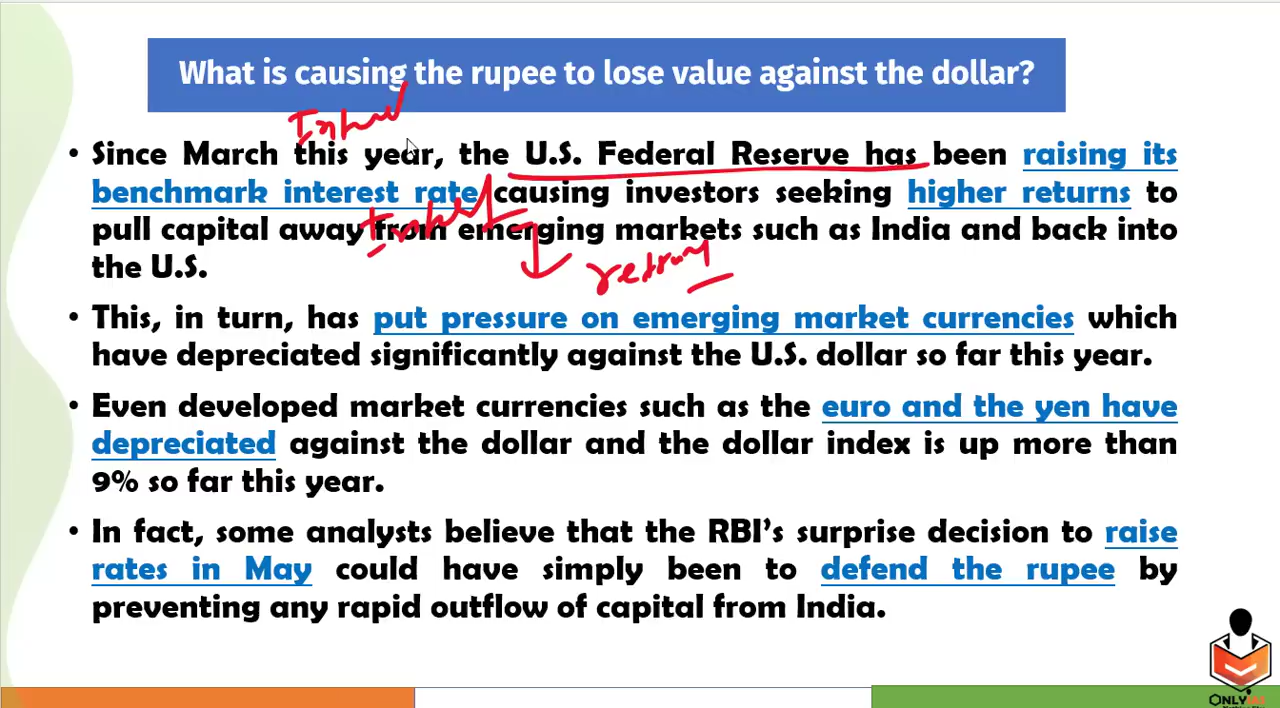 What is causing the rupee to lose value against the dollar?
• Since March this year, the U.S. Federal Reserve has been raising its
benchmark interest rate causing investors seeking higher returns to
pull capital away from emerging markets such as India and back into
the U.S.
• This, in turn, has put pressure on emerging market currencies which
have depreciated significantly against the U.S. dollar so far this year.
• Even developed market currencies such as the euro and the yen have
depreciated against the dollar and the dollar index is up more than
9% so far this year.
• In fact, some analysts believe that the RBI’s surprise decision to raise
rates in May could have simply been to defend the rupee by
preventing any rapid outflow of capital from India.
ONLYIAS